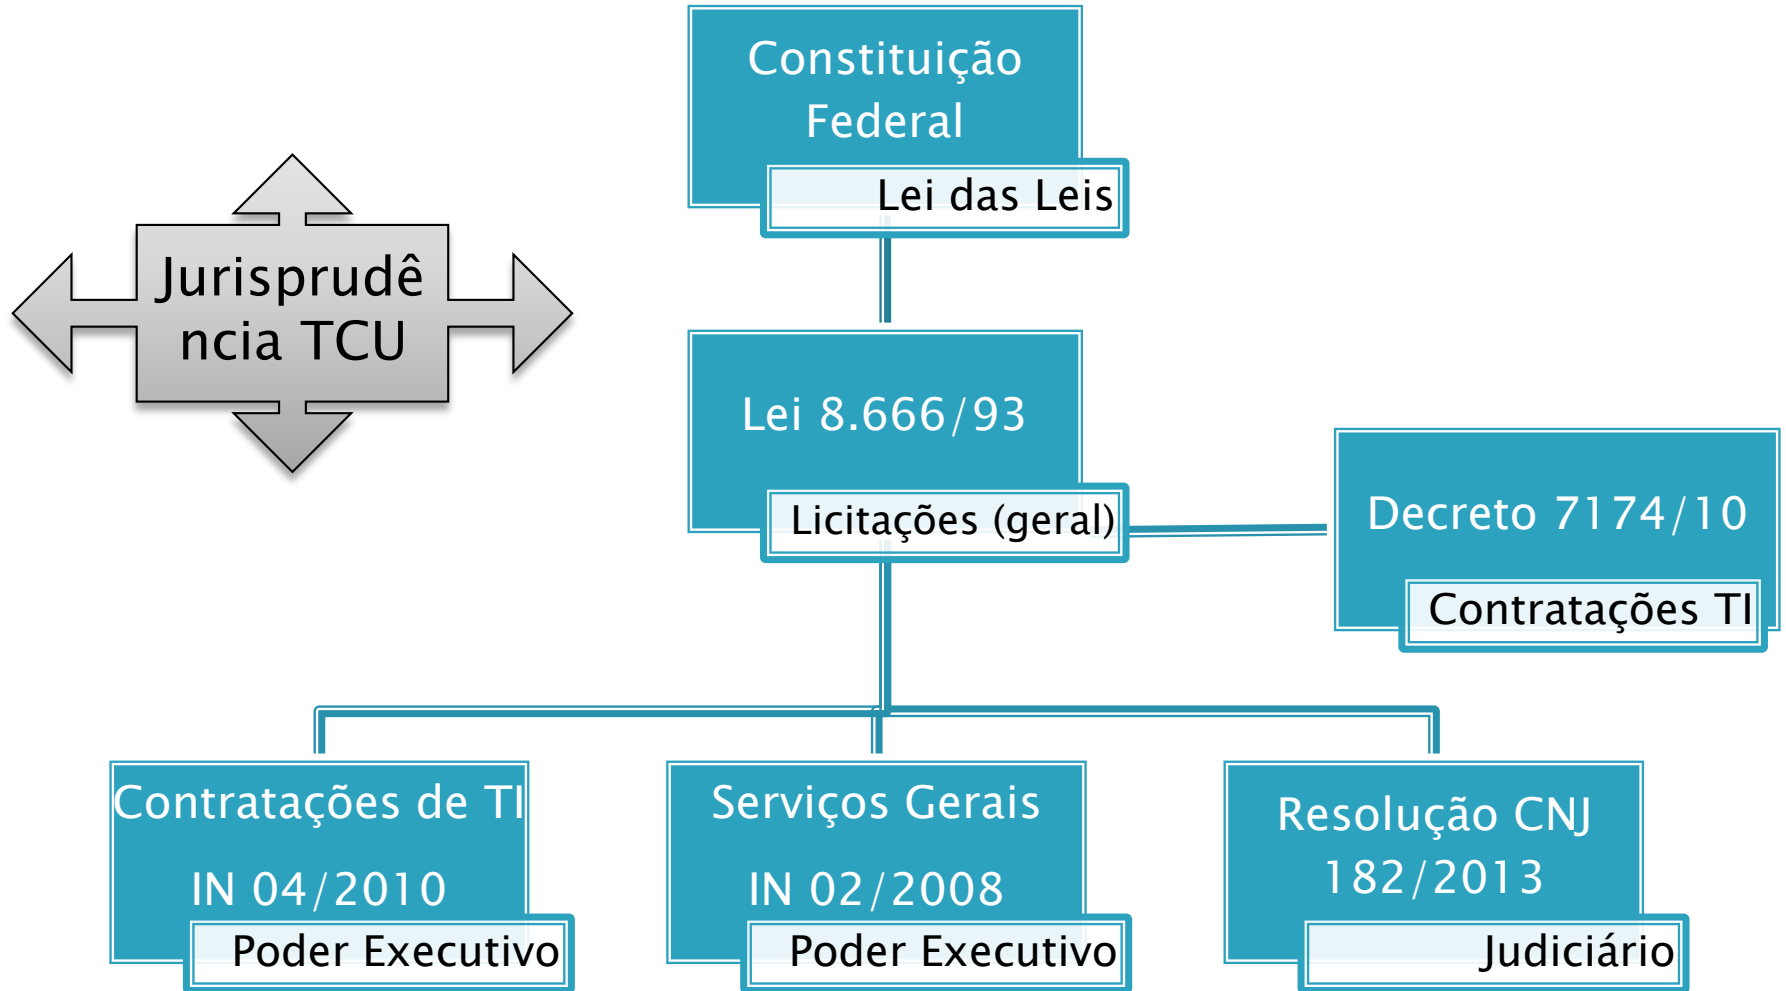 Constituição
Federal
Lei das Leis
Jurisprudê
ncia TCU
Lei 8.666/93
Licitações (geral)
Decreto 7174/10
Contratações TI
Contratações de TI
IN 04/2010
Poder Executivo
Serviços Gerais
IN 02/2008
Poder Executivo
Resolução CNJ
182/2013
Judiciário